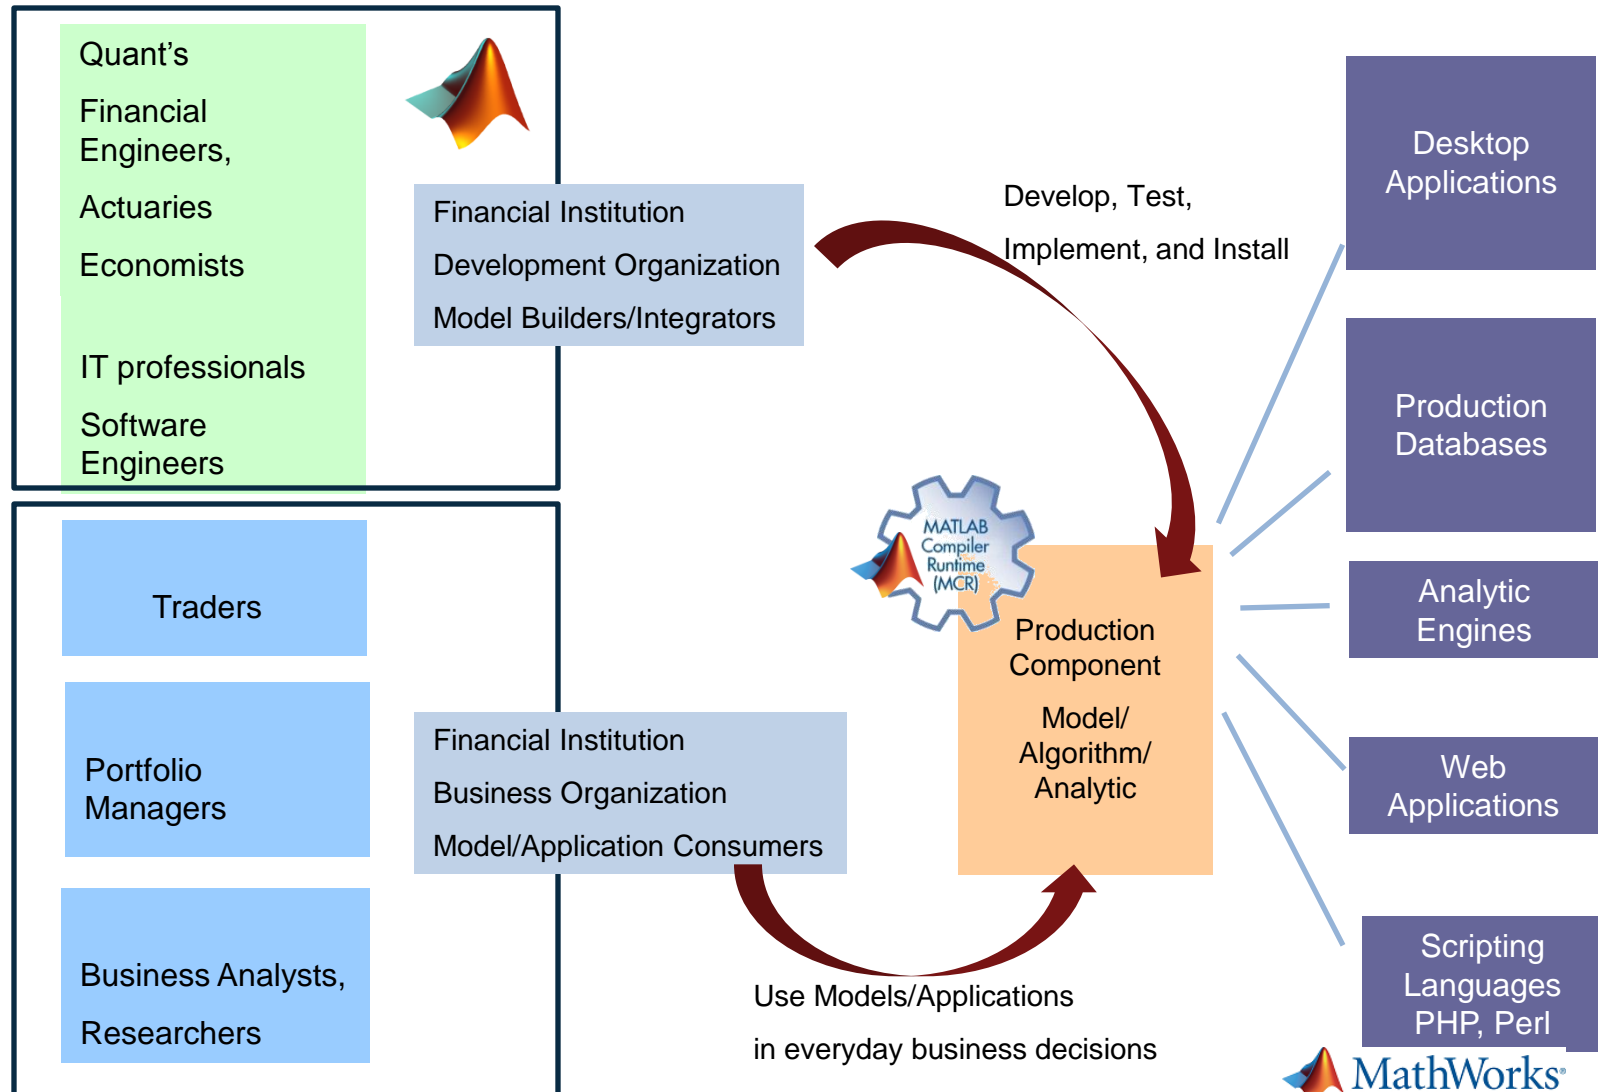 Quant’s
Financial
Engineers,
Actuaries
Economists
IT professionals
Software
Engineers
Financial Institution
Development Organization
Model Builders/Integrators
Develop, Test,
Implement, and Install
Desktop
Applications
Production
Databases
Analytic
Engines
Web
Applications
Scripting
Languages
PHP, Perl
MATLAB
Compiler
Runtime
(MCR)
Production
Component
Model/
Algorithm/
Analytic
Traders
Portfolio
Managers
Business Analysts,
Researchers
Financial Institution
Business Organization
Model/Application Consumers
Use Models/Applications
in everyday business decisions
MathWorks®